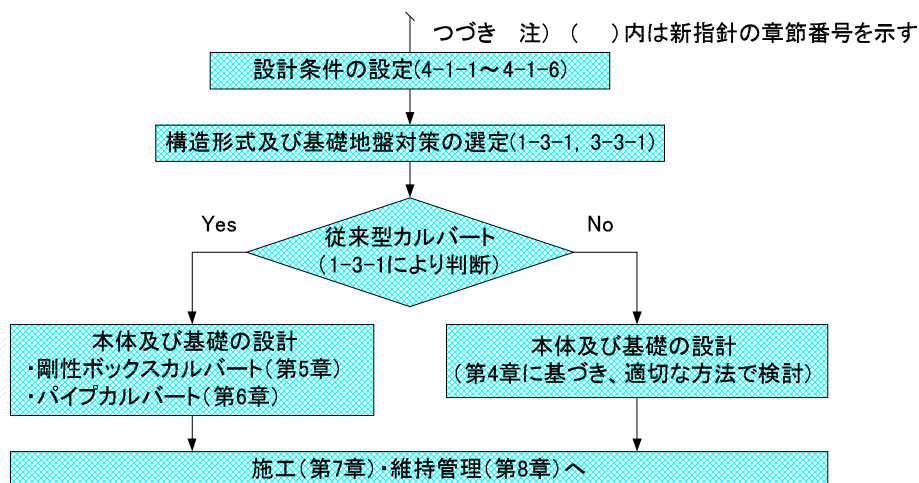 つづき 注) ( )内は新指針の章節番号を示す
設計条件の設定(4-1-1～4-1-6)
構造形式及び基礎地盤対策の選定(1-3-1, 3-3-1)
Yes
No
従来型カルバート
(1-3-1により判断)
本体及び基礎の設計
・剛性ボックスカルバート(第5章)
・パイプカルバート(第6章)
本体及び基礎の設計
(第4章に基づき、適切な方法で検討)
施工(第7章)・維持管理(第8章)へ